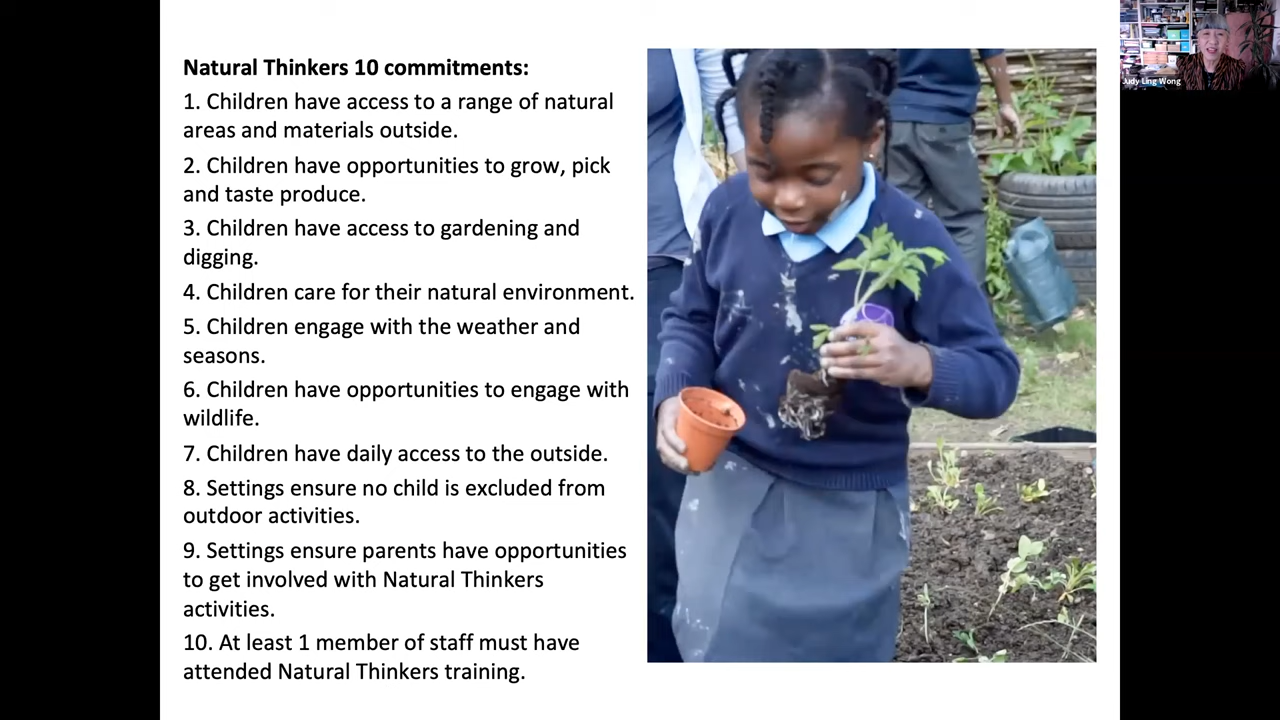 Natural Thinkers 10 commitments:
1. Children have access to a range of natural
areas and materials outside.
2. Children have opportunities to grow, pick
and taste produce.
3. Children have access to gardening and
digging.
4. Children care for their natural environment.
5. Children engage with the weather and
seasons.
6. Children have opportunities to engage with
wildlife.
7. Children have daily access to the outside.
8. Settings ensure no child is excluded from
outdoor activities.
9. Settings ensure parents have opportunities
to get involved with Natural Thinkers
activities.
10. At least 1 member of staff must have
attended Natural Thinkers training.
Judy Ling Wong